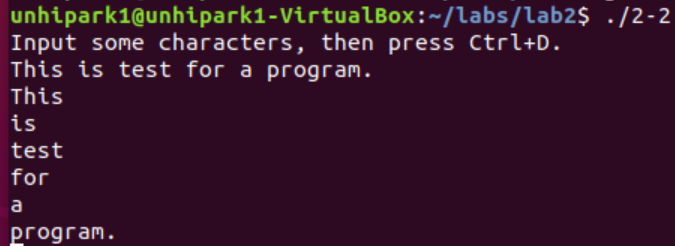 unhipark1@unhipark1-VirtualBox:~/labs/lab2$ ./2-2
Input some characters, then press Ctrl+D.
This is test for a program.
This
is
test
for
a
program.